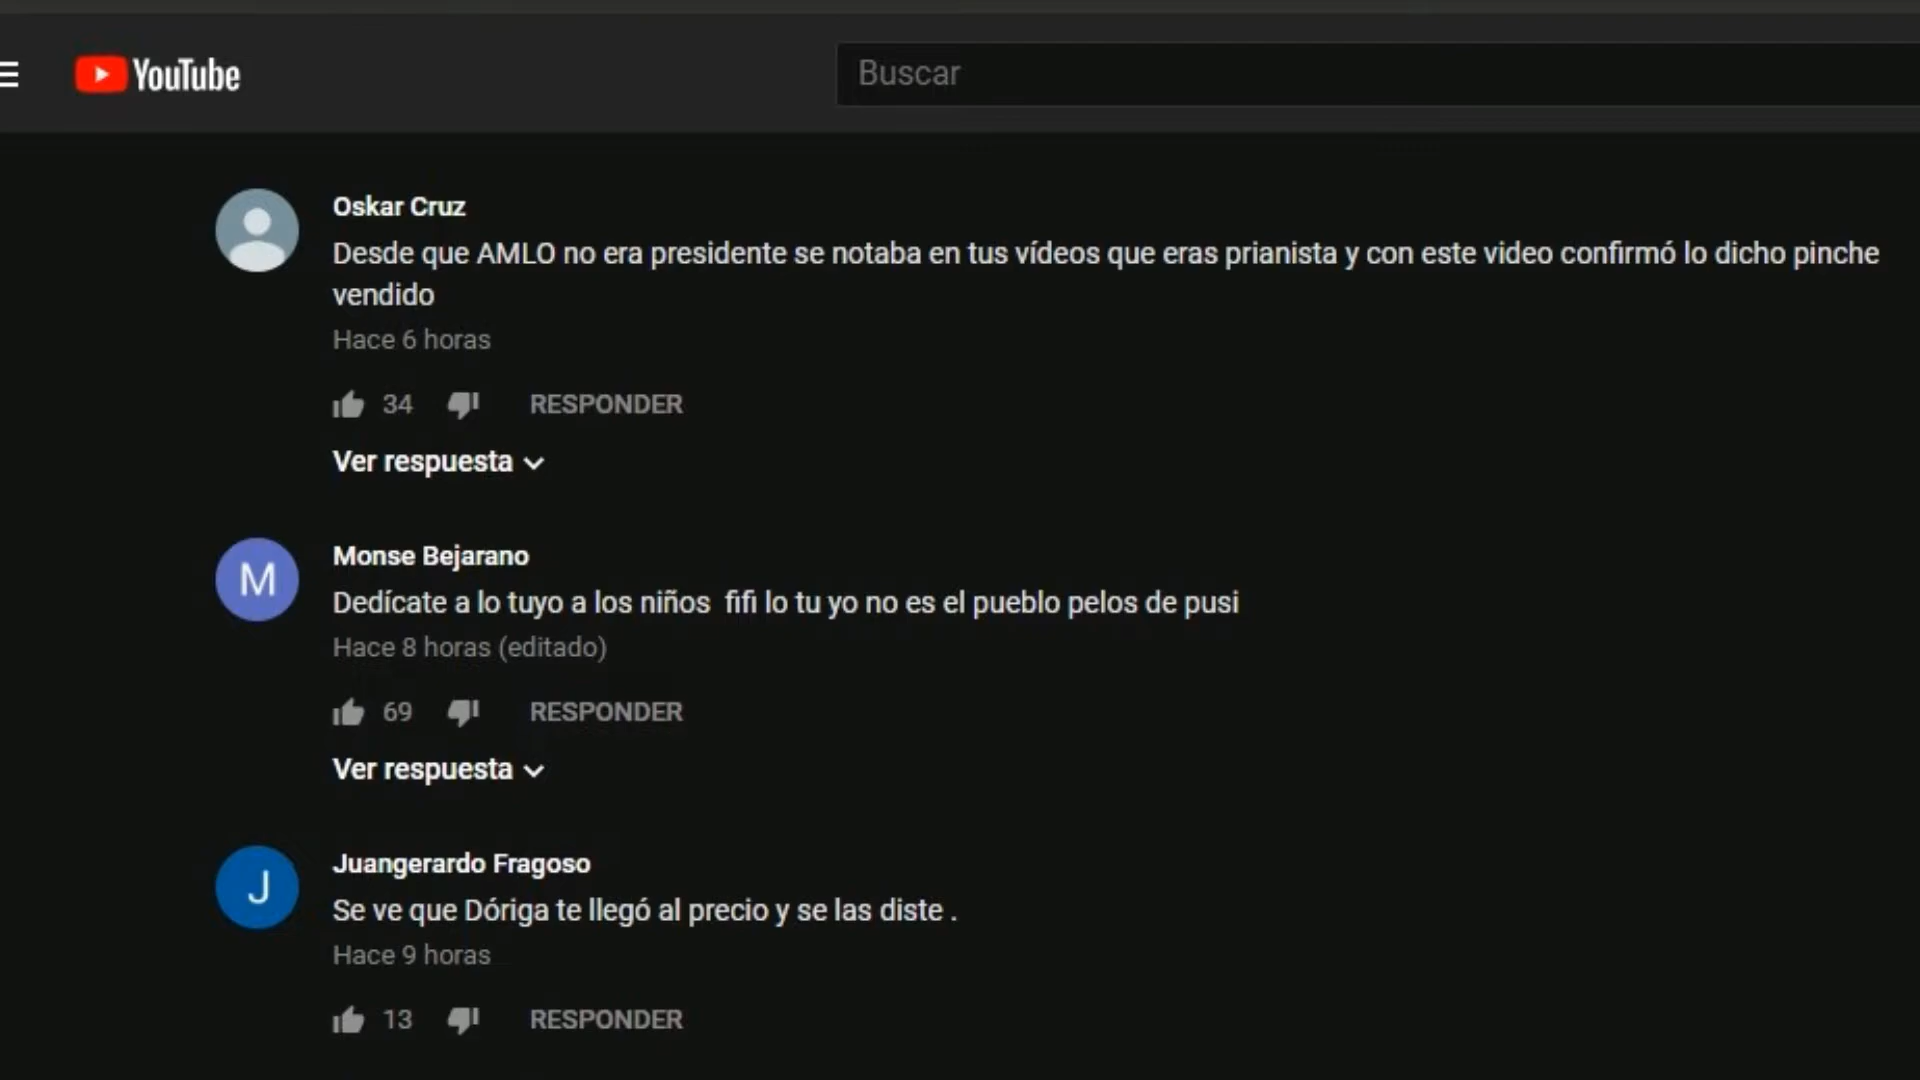 YouTube
Buscar
Oskar Cruz
Desde que AMLO no era presidente se notaba en tus vídeos que eras prianista y con este video confirmó lo dicho pinche
vendido
Hace 6 horas
34 RESPONDER
Ver respuesta
M
Monse Bejarano
Dedícate a lo tuyo a los niños  fifi lo tu yo no es el pueblo pelos de pusi
Hace 8 horas (editado)
69 RESPONDER
Ver respuesta
J
Juangerardo Fragoso
Se ve que Dóriga te llegó al precio y se las diste .
Hace 9 horas
13 RESPONDER